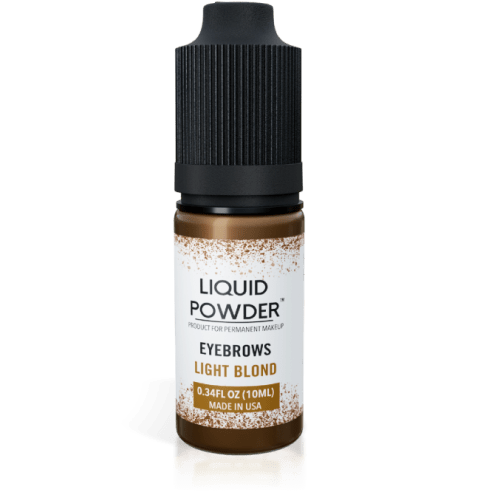 LIQUID
POWDER™
PRODUCT FOR PERMANENT MAKEUP
EYEBROWS
LIGHT BLOND
0.34FL OZ (10ML)
MADE IN USA